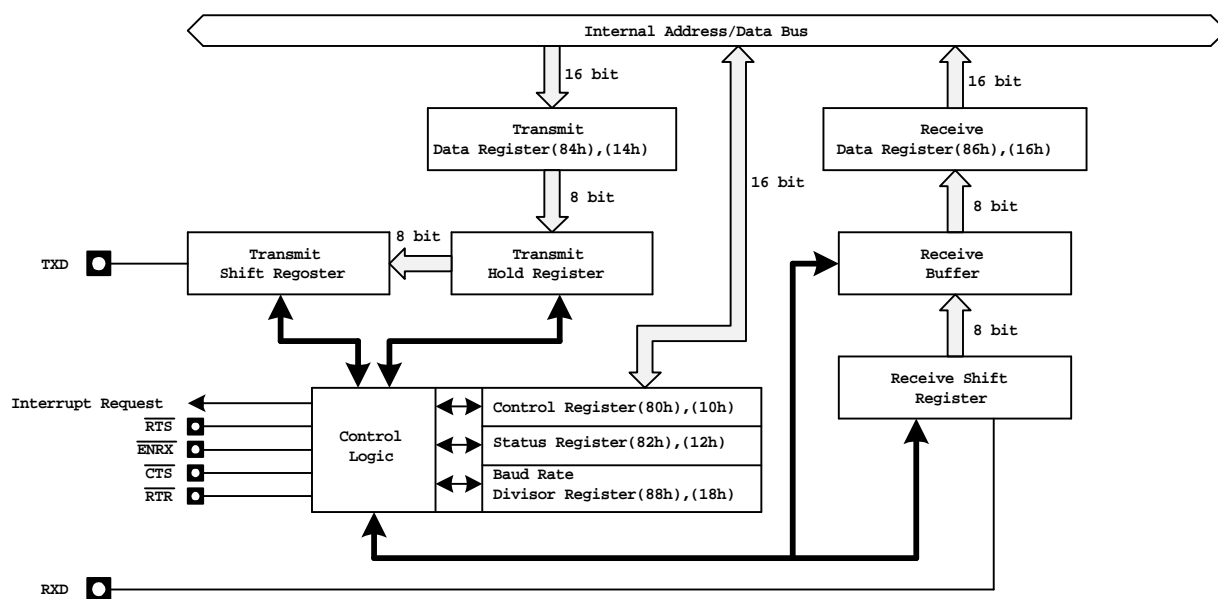 Internal Address/Data Bus
16 bit
16 bit
Transmit
Data Register(84h),(14h)
Receive
Data Register(86h),(16h)
16 bit
8 bit
8 bit
8 bit
TXD
Transmit
Shift Regoster
Transmit
Hold Register
Receive
Buffer
8 bit
Receive Shift
Register
Interrupt Request
RTS
ENRX
CTS
RTR
Control
Logic
Control Register(80h),(10h)
Status Register(82h),(12h)
Baud Rate
Divisor Register(88h),(18h)
RXD